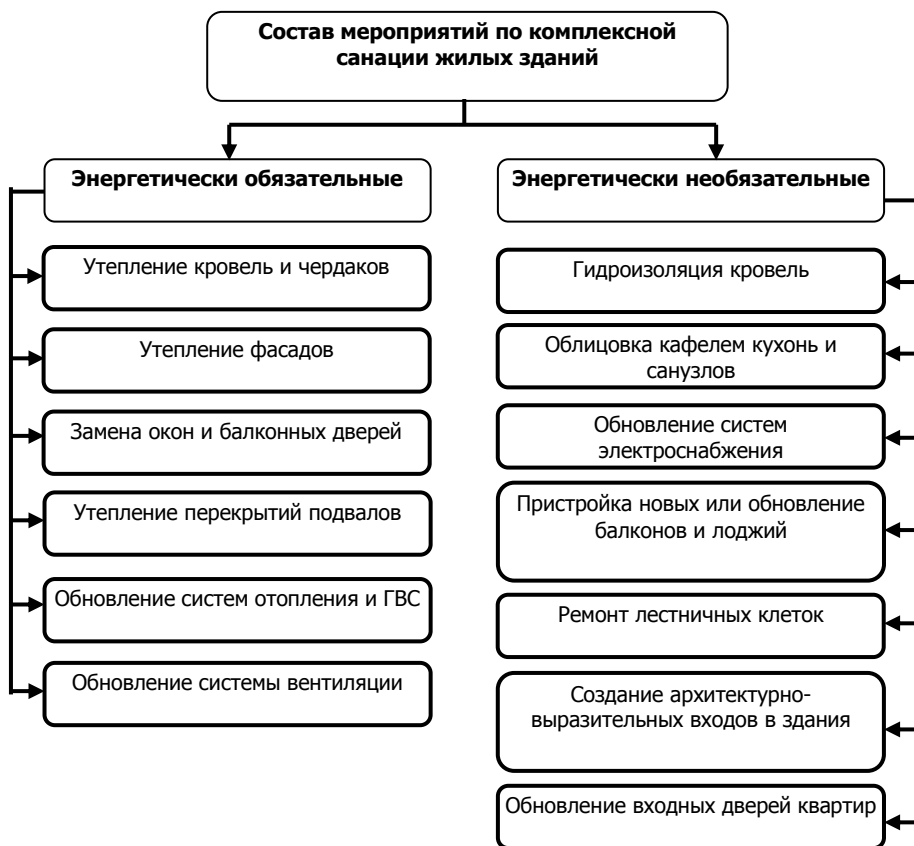 Состав мероприятий по комплексной
санации жилых зданий
Энергетически обязательные
Утепление кровель и чердаков
Утепление фасадов
Замена окон и балконных дверей
Утепление перекрытий подвалов
Обновление систем отопления и ГВС
Обновление системы вентиляции
Энергетически необязательные
Гидроизоляция кровель
Облицовка кафелем кухонь и
санузлов
Обновление систем
электроснабжения
Пристройка новых или обновление
балконов и лоджий
Ремонт лестничных клеток
Создание архитектурно-
выразительных входов в здания
Обновление входных дверей квартир